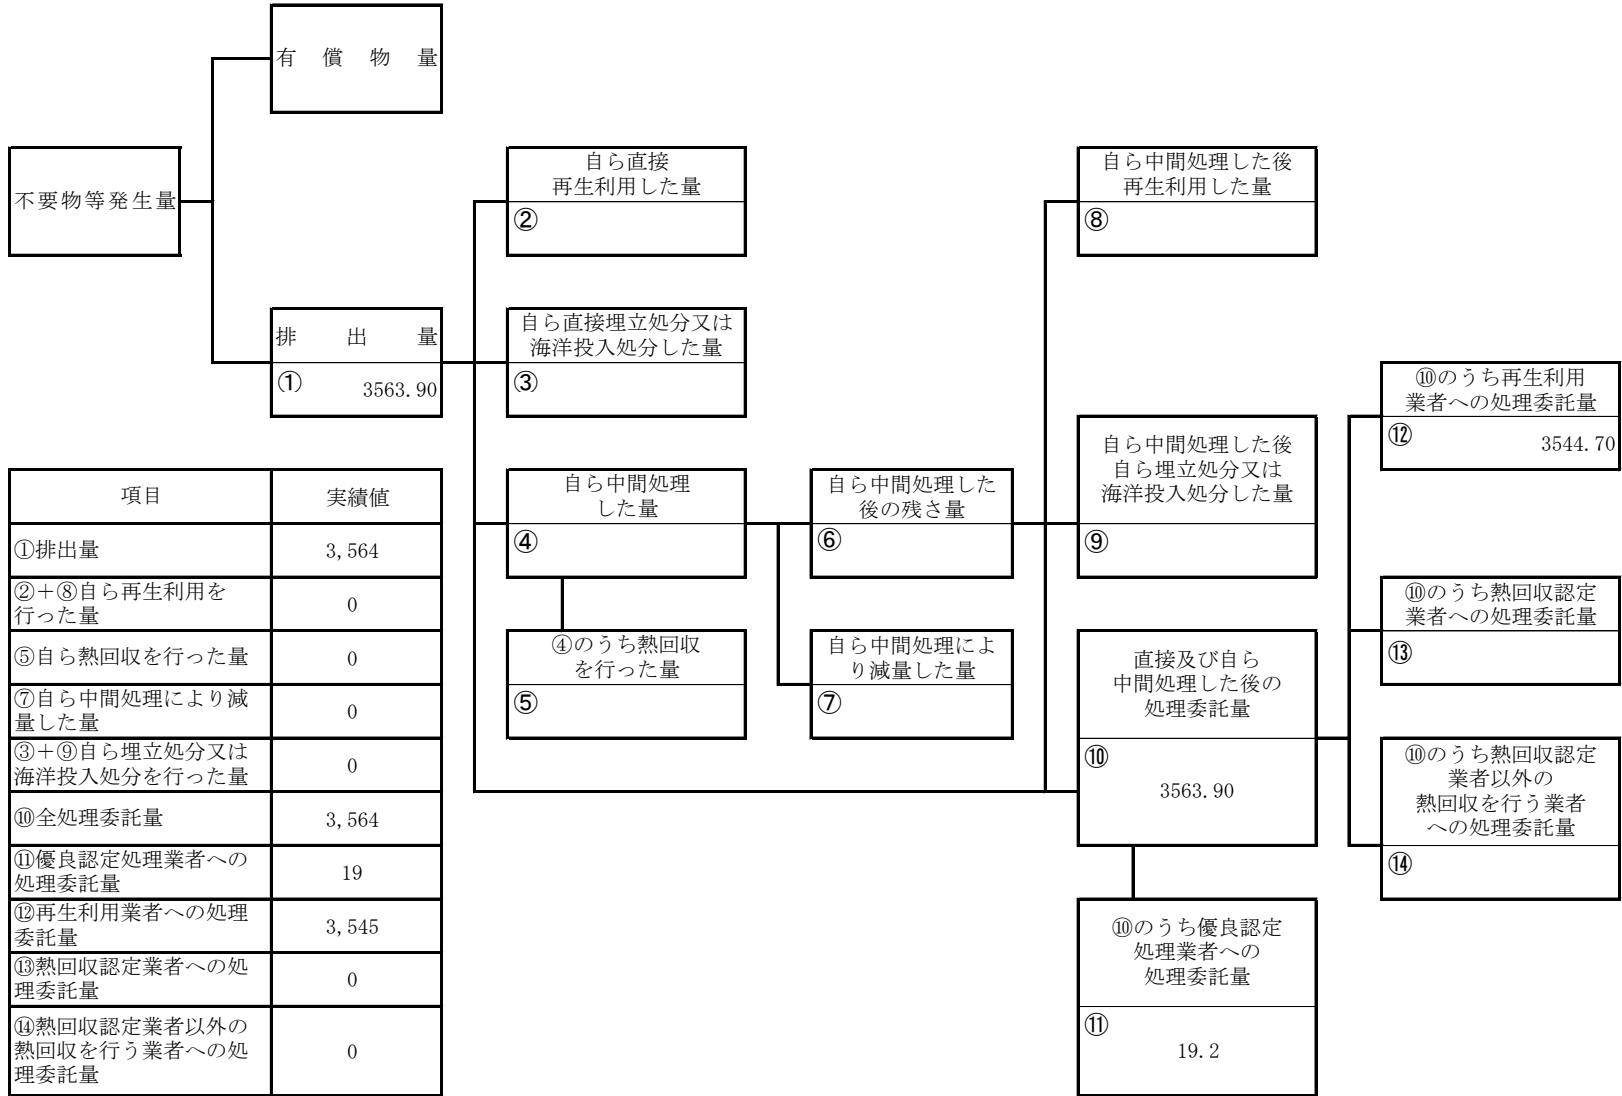 有償物量
不要物等発生量
排出量
① 3563.90
自ら直接
再生利用した量
②
自ら直接埋立処分又は
海洋投入処分した量
③
自ら中間処理
した量
④
④のうち熱回収
を行った量
⑤
自ら中間処理した
後の残さ量
⑥
自ら中間処理によ
り減量した量
⑦
自ら中間処理した後
再生利用した量
⑧
自ら中間処理した後
自ら埋立処分又は
海洋投入処分した量
⑨
直接及び自ら
中間処理した後の
処理委託量
⑩
3563.90
⑩のうち優良認定
処理業者への
処理委託量
⑪
19.2
⑩のうち再生利用
業者への処理委託量
⑫ 3544.70
⑩のうち熱回収認定
業者への処理委託量
⑬
⑩のうち熱回収認定
業者以外の
熱回収を行う業者
への処理委託量
⑭
項目 実績値
①排出量 3,564
②+⑧自ら再生利用を
行った量 0
⑤自ら熱回収を行った量 0
⑦自ら中間処理により減
量した量 0
③+⑨自ら埋立処分又は
海洋投入処分を行った量 0
⑩全処理委託量 3,564
⑪優良認定処理業者への
処理委託量 19
⑫再生利用業者への処理
委託量 3,545
⑬熱回収認定業者への処
理委託量 0
⑭熱回収認定業者以外の
熱回収を行う業者への処
理委託量 0